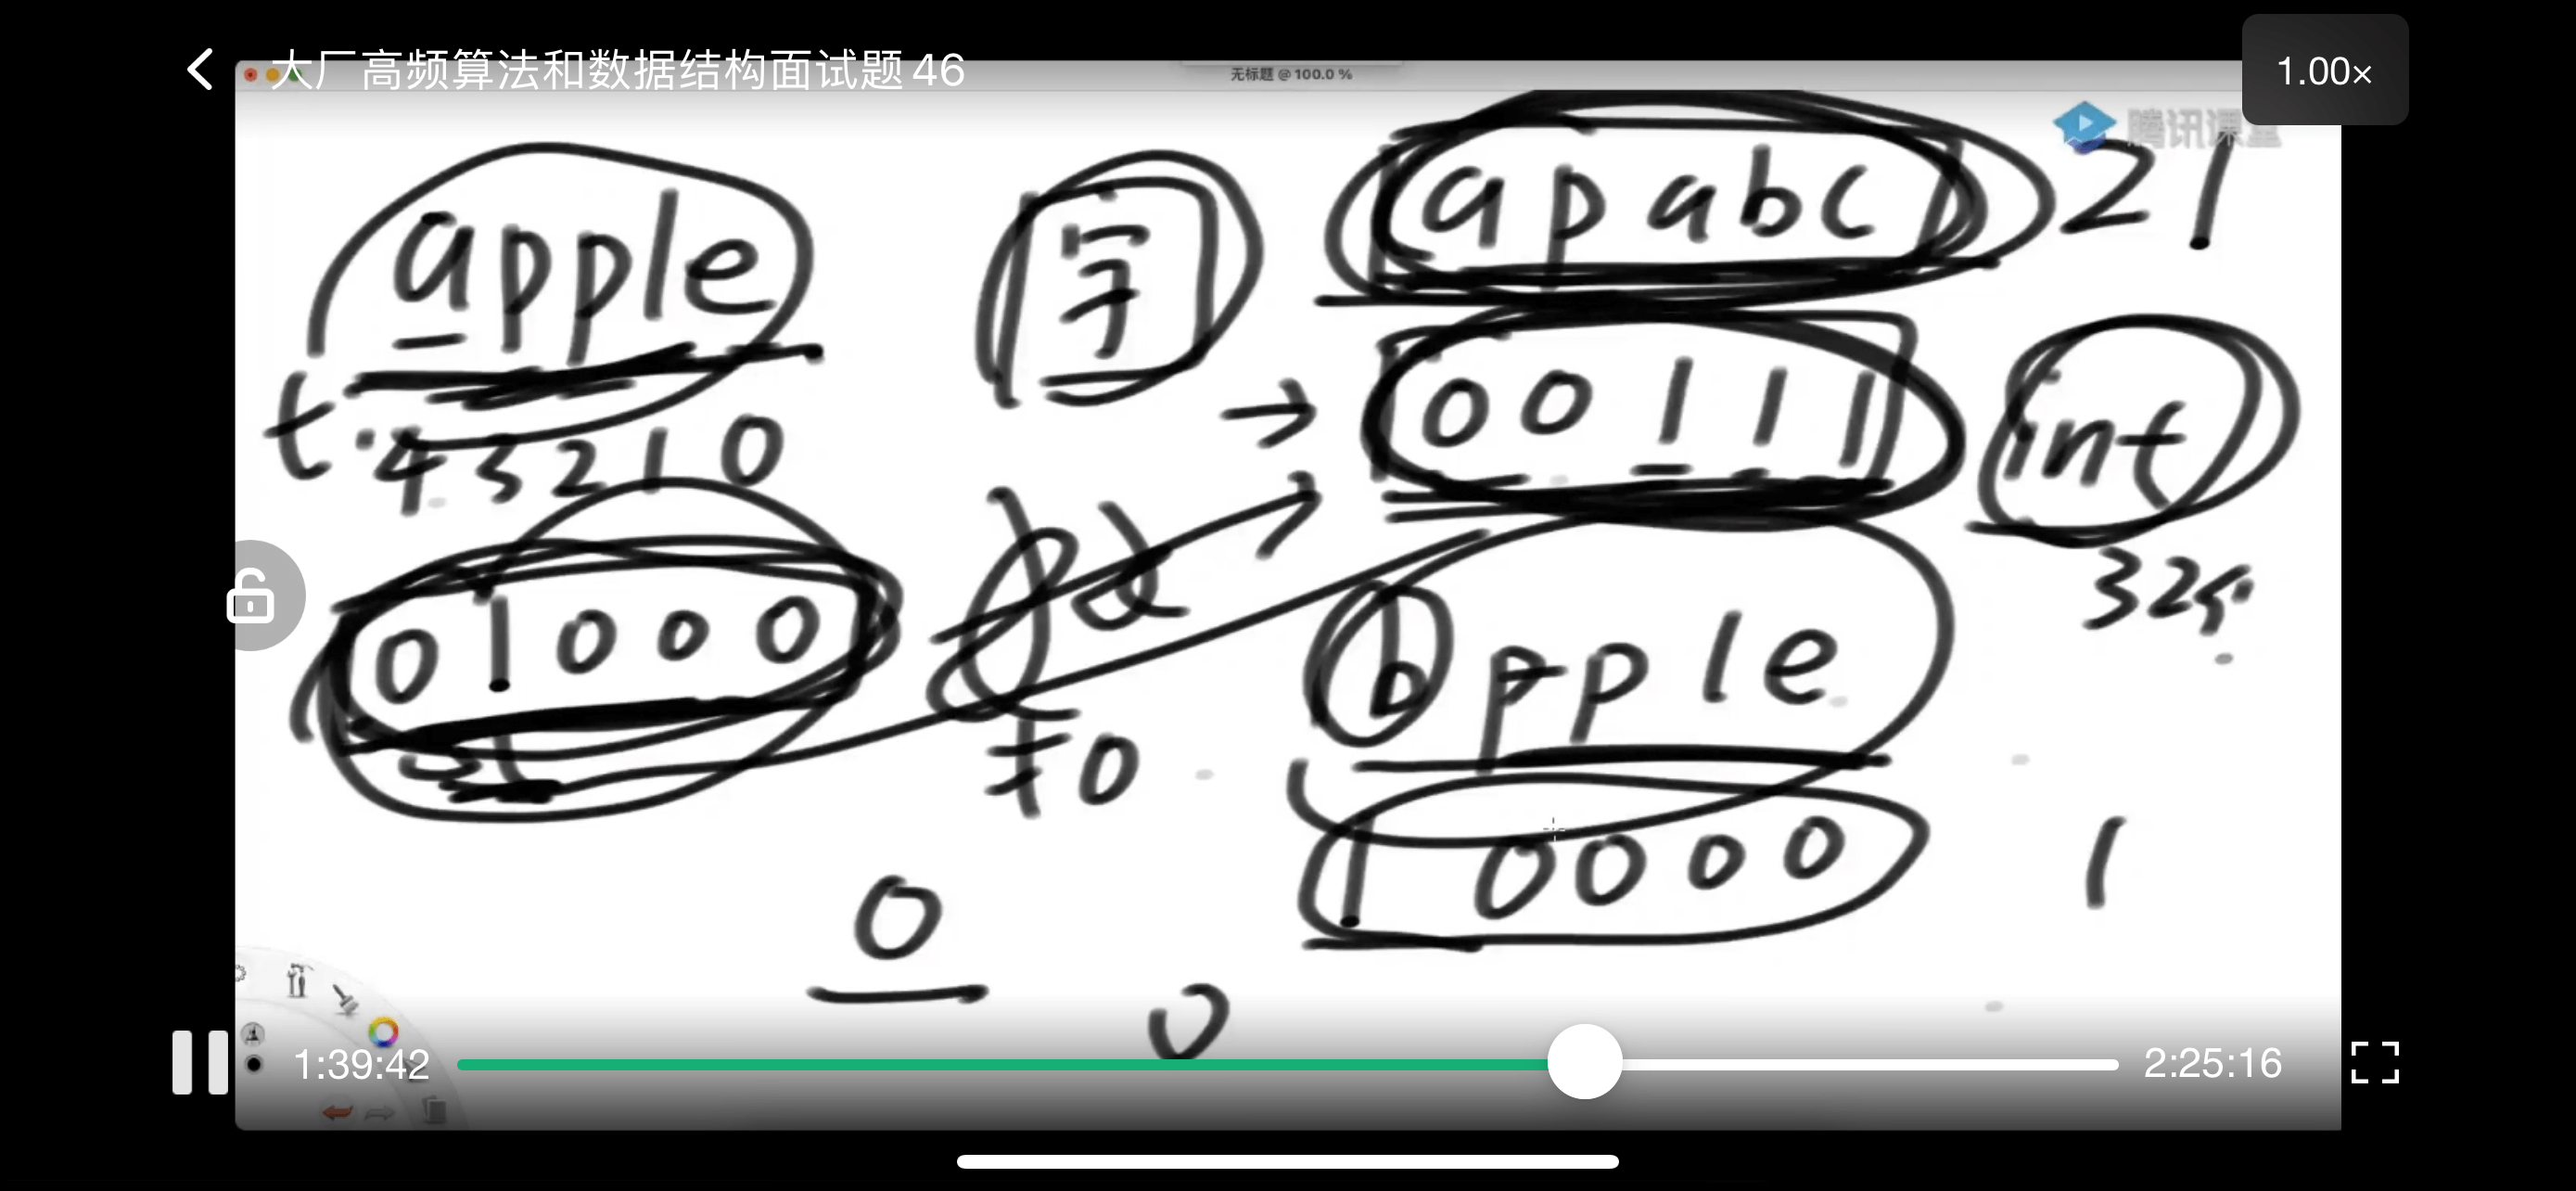 大厂高频算法和数据结构面试题46
无标题 @ 100.0 %
1.00×
腾讯课堂
apple
字
apabc
21
t
43210
00111
int
32
01000
≠0
bpple
10000
1
0
0
1:39:42
2:25:16